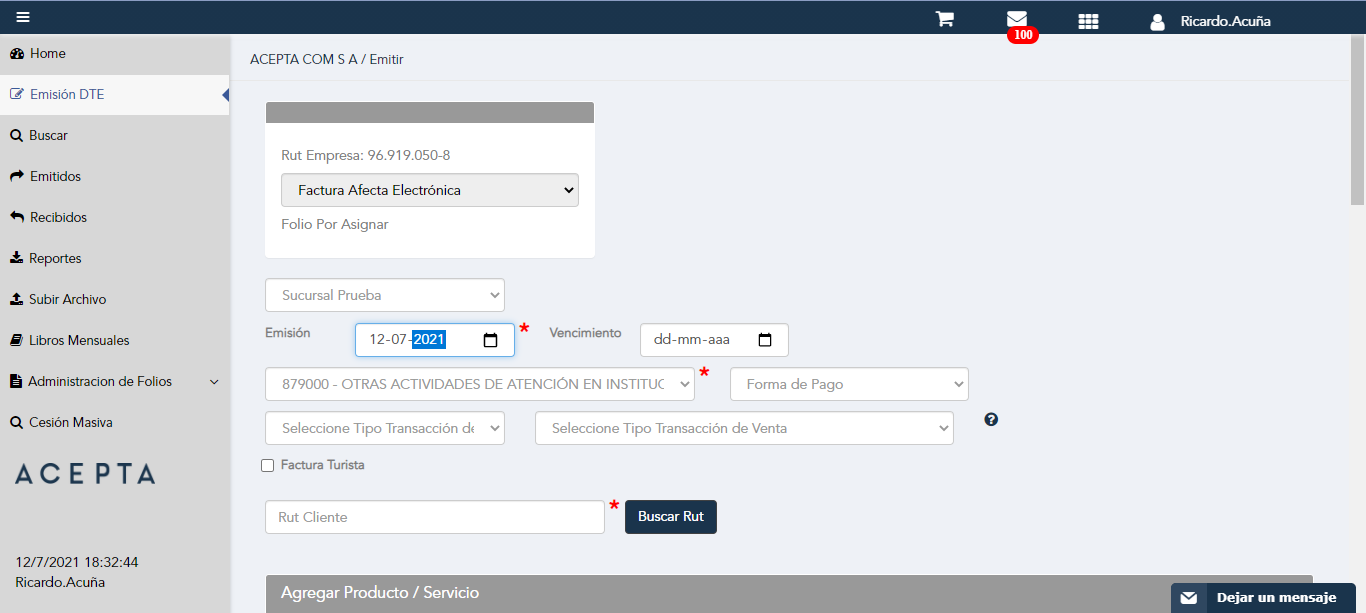 100
Ricardo.Acuña
Home
Emisión DTE
Buscar
Emitidos
Recibidos
Reportes
Subir Archivo
Libros Mensuales
Administracion de Folios
Cesión Masiva
ACEPTA
12/7/2021 18:32:44
Ricardo.Acuña
ACEPTA COM S A / Emitir
Rut Empresa: 96.919.050-8
Factura Afecta Electrónica
Folio Por Asignar
Sucursal Prueba
Emisión 12-07-2021 * Vencimiento dd-mm-aaa
879000 - OTRAS ACTIVIDADES DE ATENCIÓN EN INSTITUC * Forma de Pago
Seleccione Tipo Transacción de Seleccione Tipo Transacción de Venta ?
Factura Turista
Rut Cliente * Buscar Rut
Agregar Producto / Servicio
Dejar un mensaje